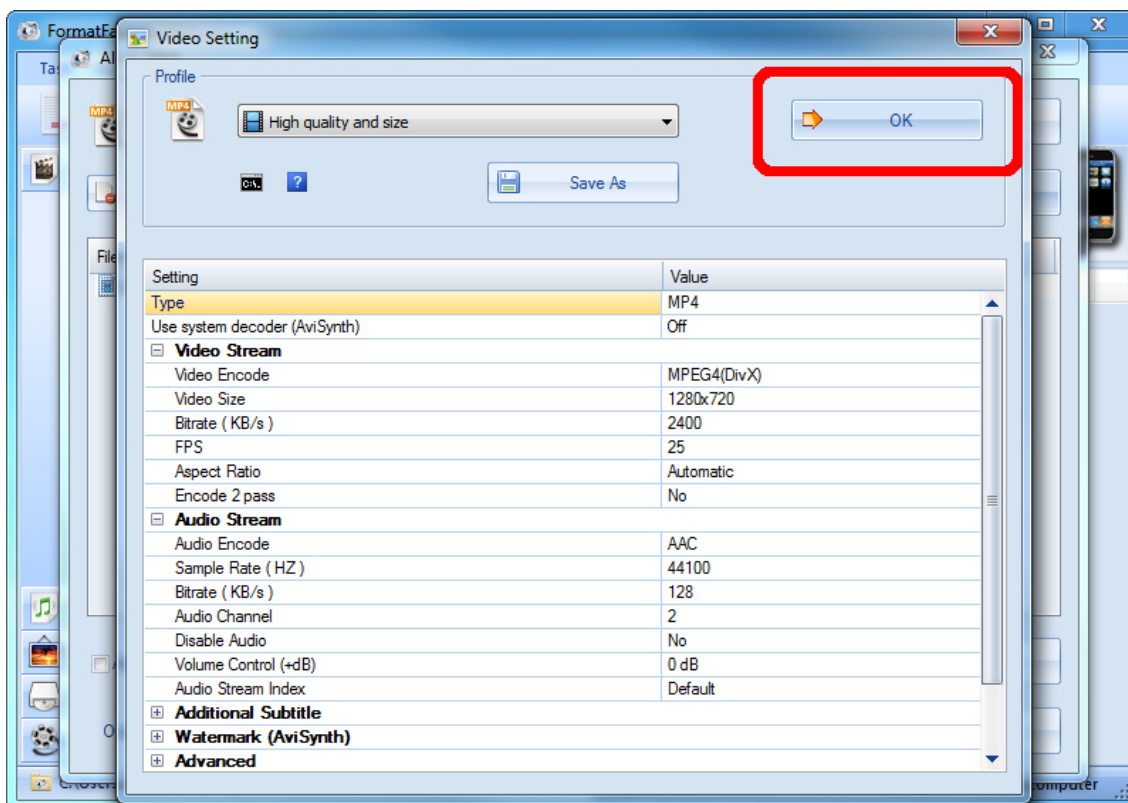 FormatFa
Video Setting
Ta
Al
Profile
MP4
MP4
High quality and size
OK
C:\.
?
Save As
File
Setting Value
Type MP4
Use system decoder (AviSynth) Off
Video Stream
Video Encode MPEG4(DivX)
Video Size 1280x720
Bitrate ( KB/s ) 2400
FPS 25
Aspect Ratio Automatic
Encode 2 pass No
Audio Stream
Audio Encode AAC
Sample Rate ( HZ ) 44100
Bitrate ( KB/s ) 128
Audio Channel 2
Disable Audio No
Volume Control (+dB) 0 dB
Audio Stream Index Default
Additional Subtitle
Watermark (AviSynth)
Advanced